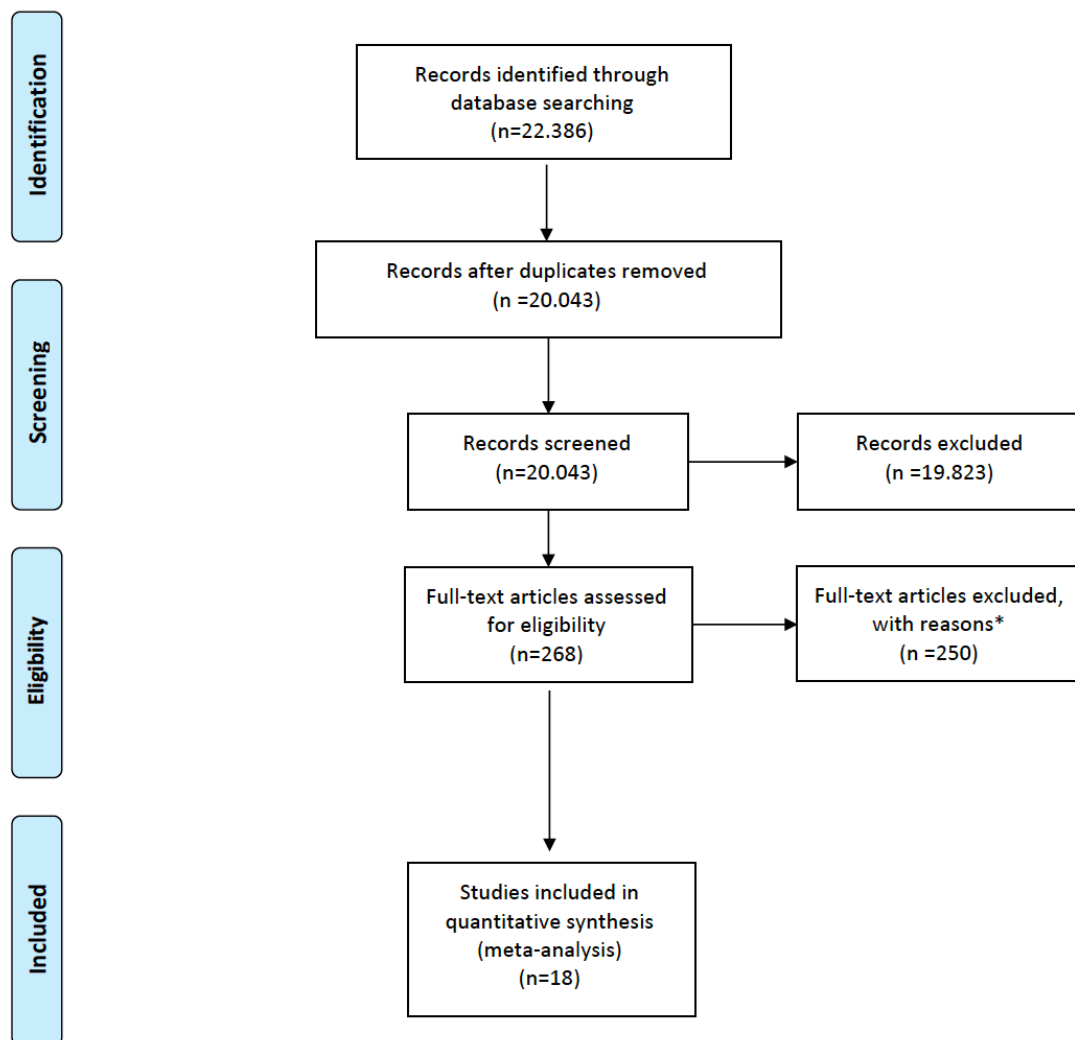 Identification
Records identified through
database searching
(n=22.386)
Records after duplicates removed
(n =20.043)
Screening
Records screened
(n=20.043)
Records excluded
(n =19.823)
Eligibility
Full-text articles assessed
for eligibility
(n=268)
Full-text articles excluded,
with reasons*
(n =250)
Included
Studies included in
quantitative synthesis
(meta-analysis)
(n=18)